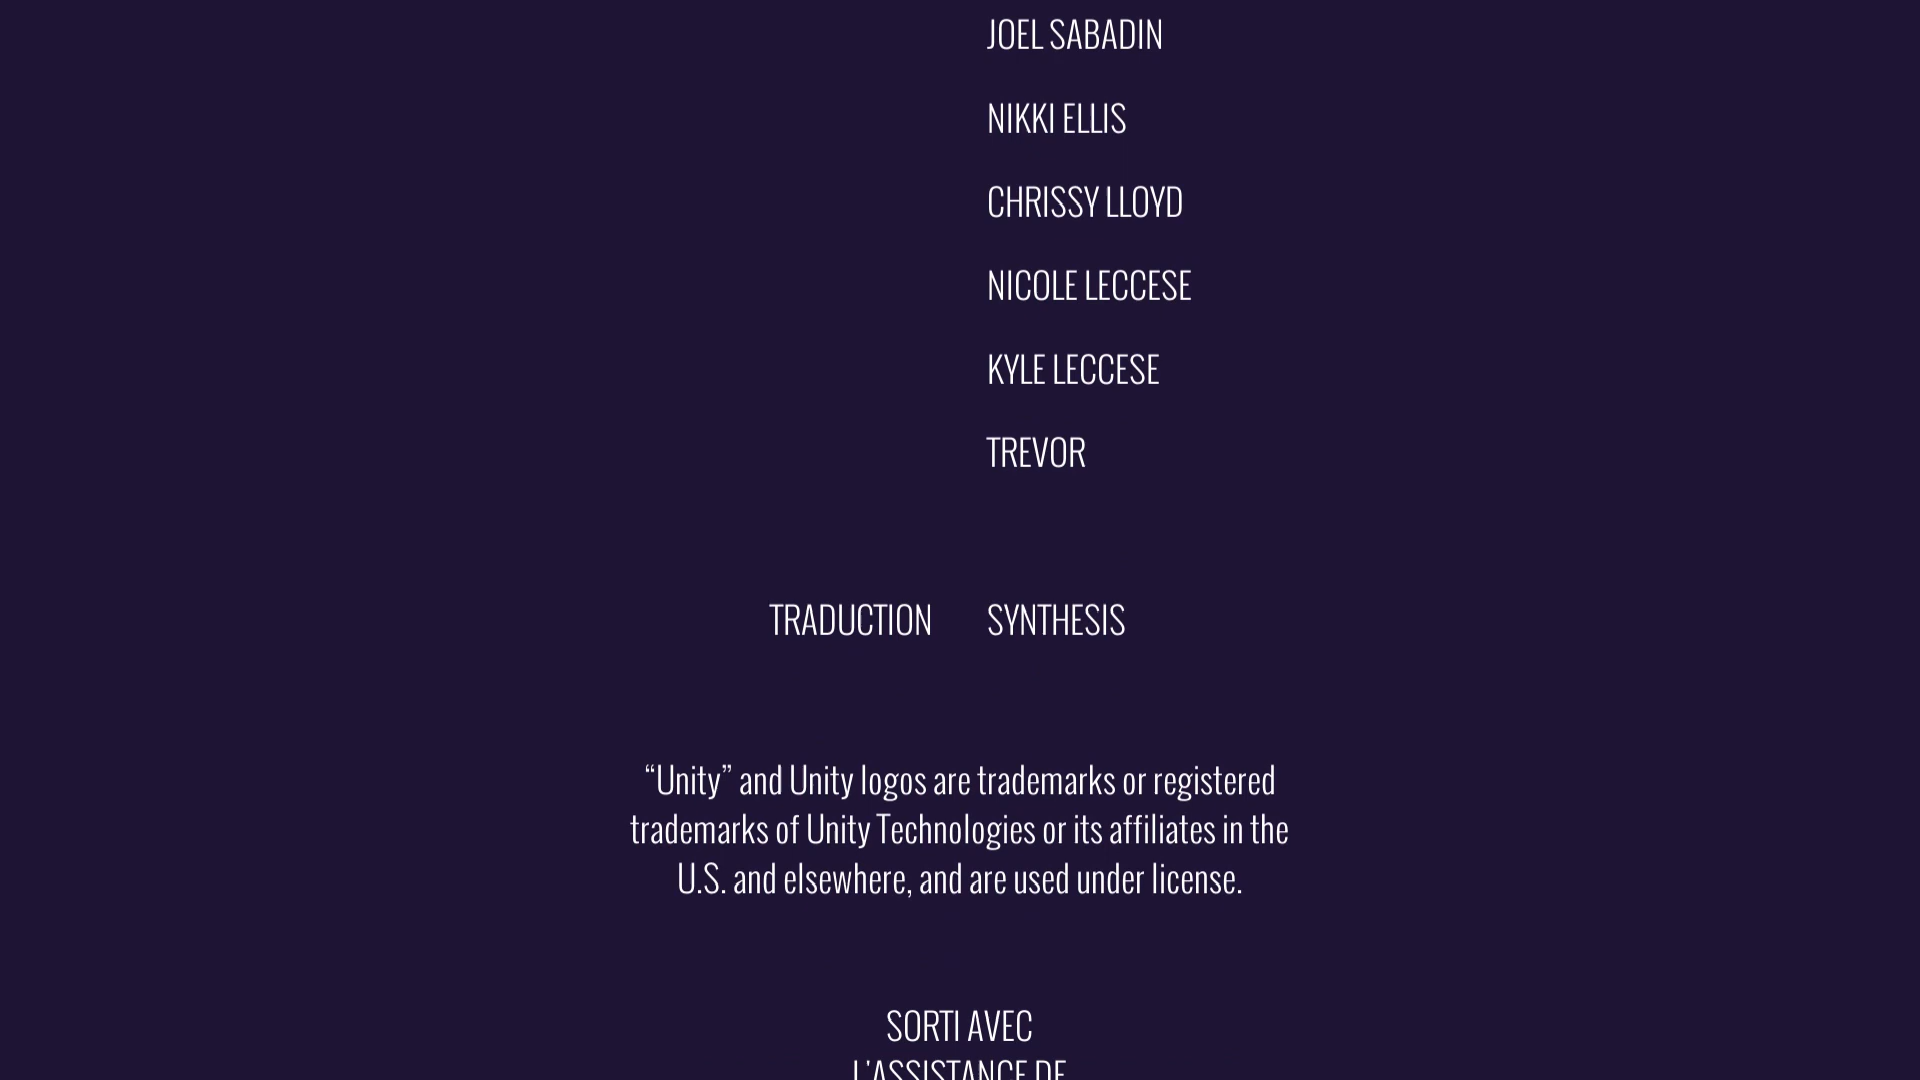 JOEL SABADIN
NIKKI ELLIS
CHRISSY LLOYD
NICOLE LECCESE
KYLE LECCESE
TREVOR
TRADUCTION SYNTHESIS
“Unity” and Unity logos are trademarks or registered
trademarks of Unity Technologies or its affiliates in the
U.S. and elsewhere, and are used under license.
SORTI AVEC
L'ASSISTANCE DE